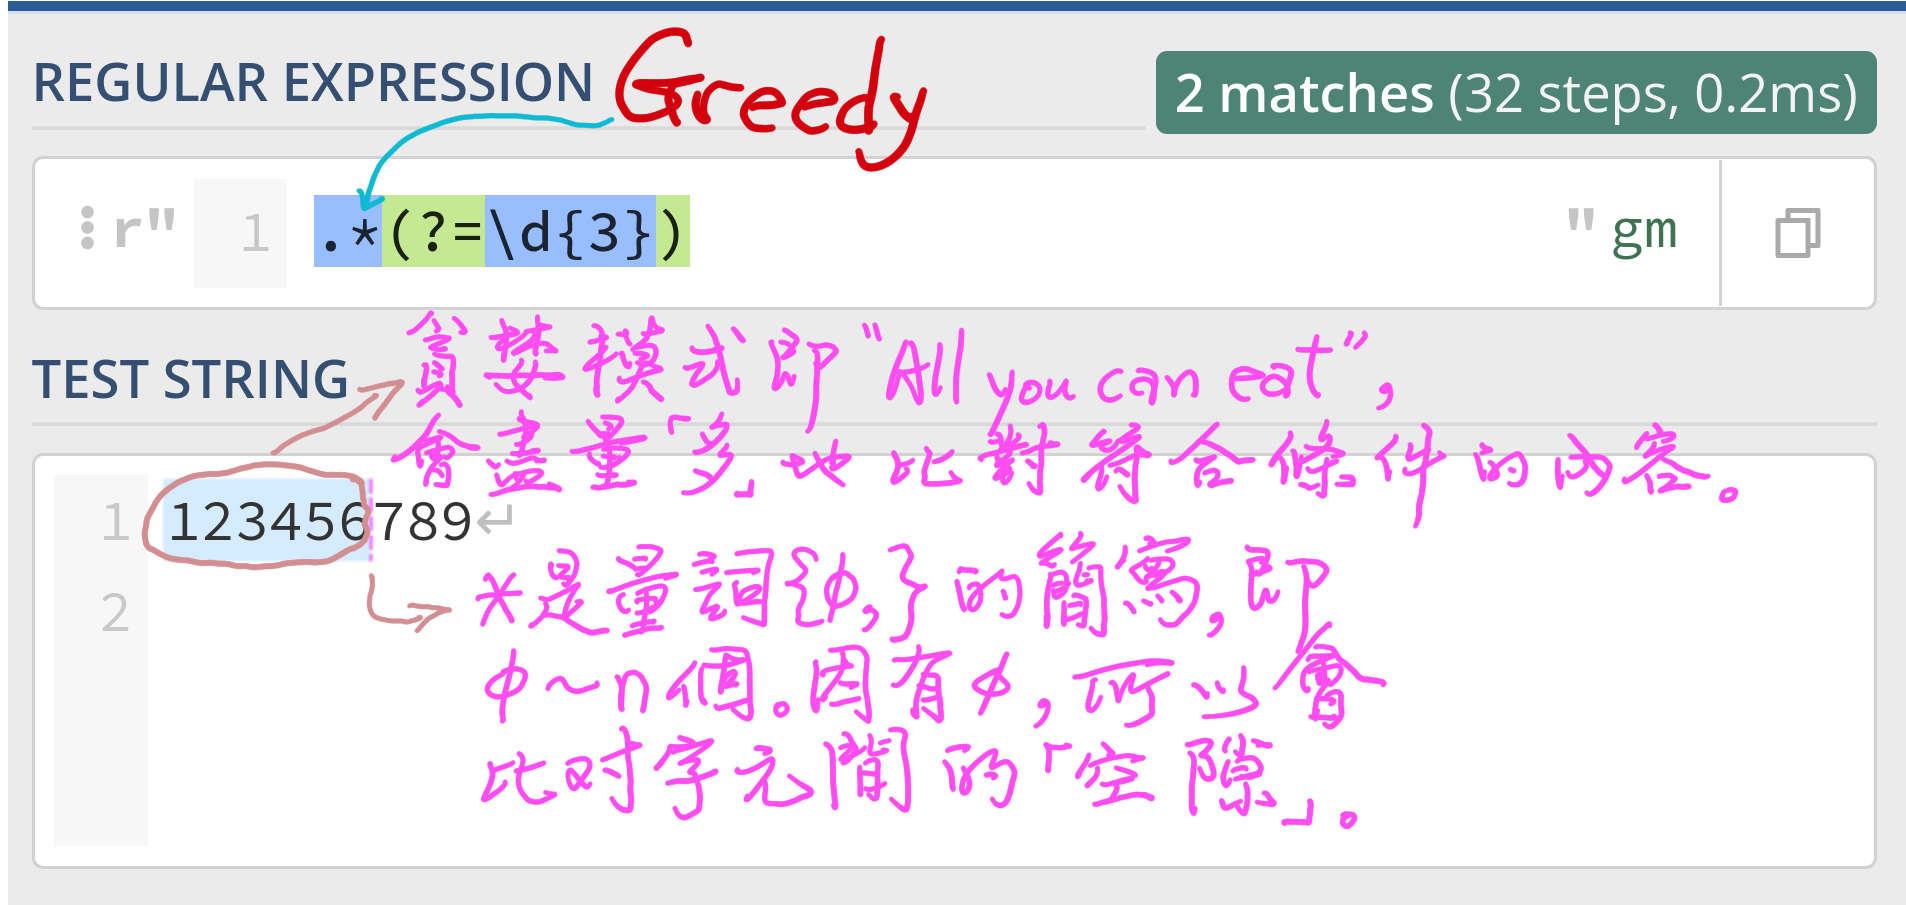 REGULAR EXPRESSION
Greedy
2 matches (32 steps, 0.2ms)
r" 1 .*(?=\d{3}) " gm
TEST STRING
貪婪模式即"All you can eat",
會盡量「多」地比對符合條件的內容。
1 123456789↵
2
*是量詞{0,}的簡寫,即
0~n個。因有0,所以會
比对字元間的「空隙」。